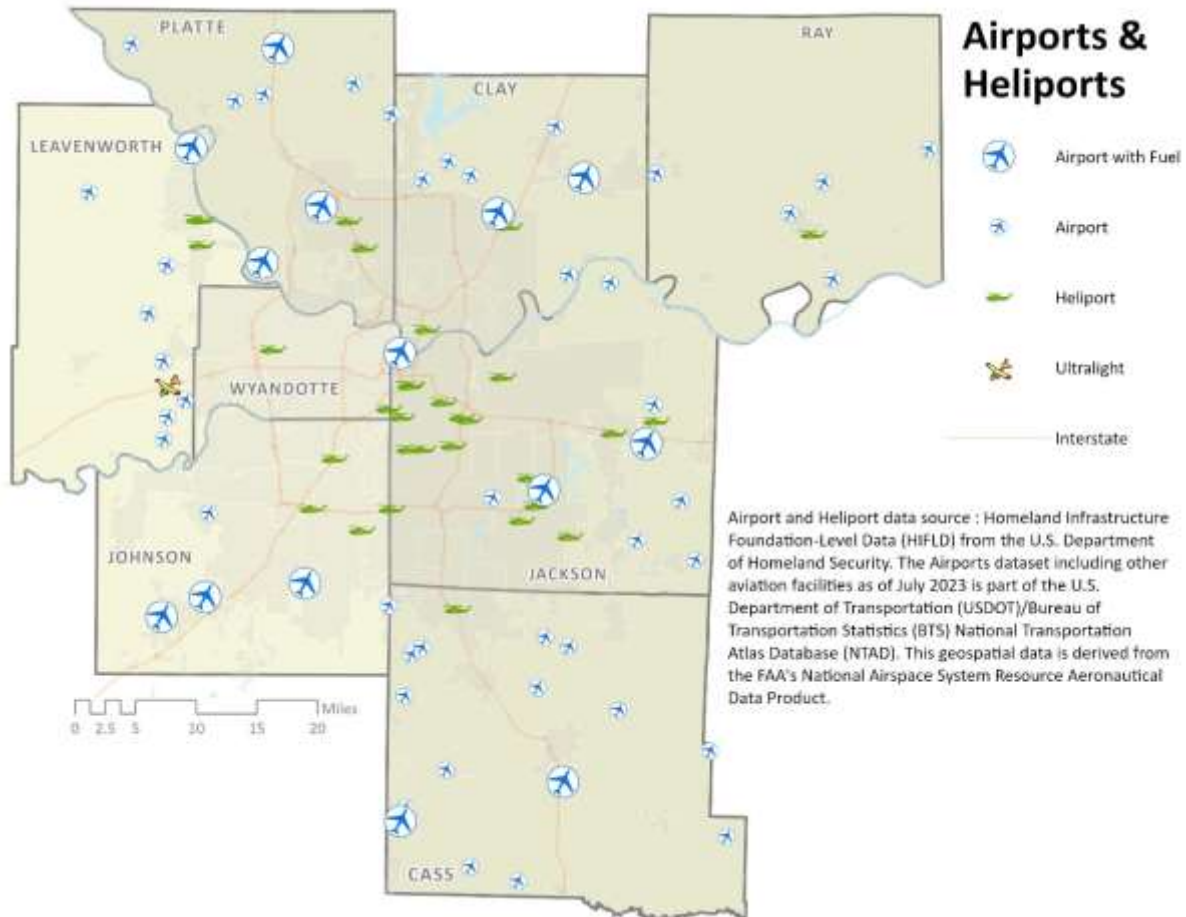 PLATTE
RAY
CLAY
LEAVENWORTH
WYANDOTTE
JOHNSON
JACKSON
CASS
0 2.5 5 10 15 20
Miles
Airports &
Heliports
Airport with Fuel
Airport
Heliport
Ultralight
Interstate
Airport and Heliport data source : Homeland Infrastructure
Foundation-Level Data (HIFLD) from the U.S. Department
of Homeland Security. The Airports dataset including other
aviation facilities as of July 2023 is part of the U.S.
Department of Transportation (USDOT)/Bureau of
Transportation Statistics (BTS) National Transportation
Atlas Database (NTAD). This geospatial data is derived from
the FAA's National Airspace System Resource Aeronautical
Data Product.